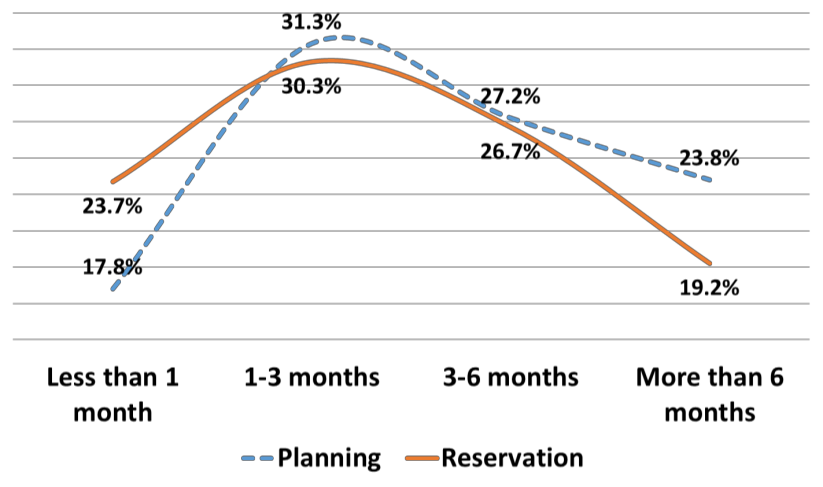 31.3%
30.3%
27.2%
26.7%
23.8%
23.7%
17.8%
19.2%
Less than 1
month
1-3 months
3-6 months
More than 6
months
Planning
Reservation